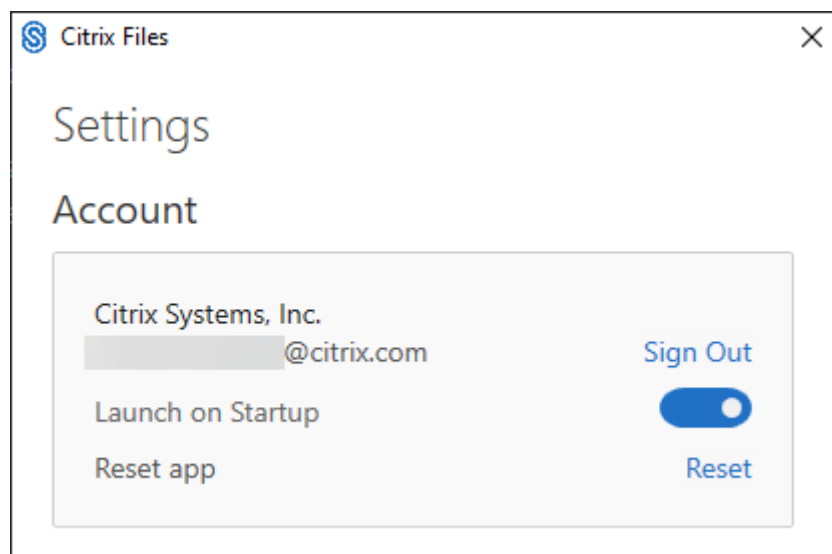 Citrix Files
Settings
Account
Citrix Systems, Inc.
@citrix.com Sign Out
Launch on Startup
Reset app Reset